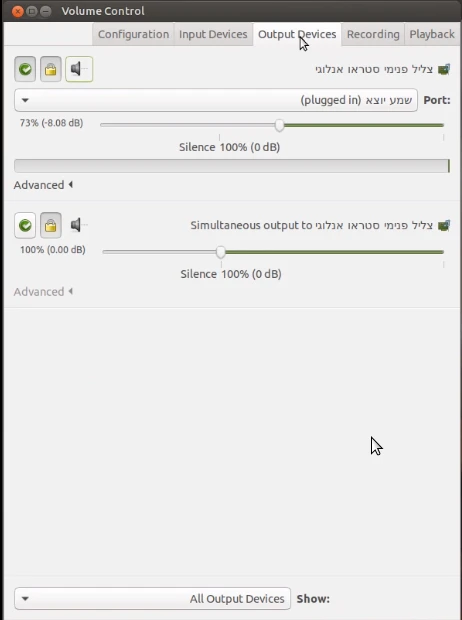 Volume Control
Configuration Input Devices Output Devices Recording Playback
צליל פנימי סטראו אנלוגי
Port: שמע יוצא (plugged in)
73% (-8.08 dB)
Silence 100% (0 dB)
Advanced
Simultaneous output to צליל פנימי סטראו אנלוגי
100% (0.00 dB)
Silence 100% (0 dB)
Advanced
Show: All Output Devices